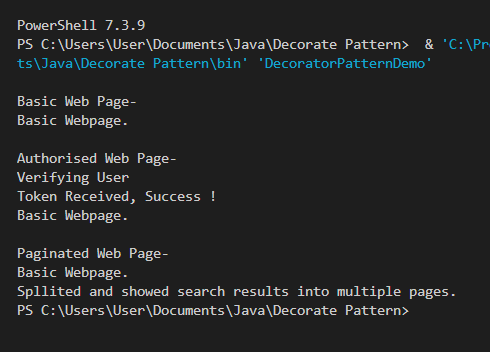 PowerShell 7.3.9
PS C:\Users\User\Documents\Java\Decorate Pattern>  & 'C:\Pro
ts\Java\Decorate Pattern\bin' 'DecoratorPatternDemo'
Basic Web Page-
Basic Webpage.
Authorised Web Page-
Verifying User
Token Received, Success !
Basic Webpage.
Paginated Web Page-
Basic Webpage.
Spllited and showed search results into multiple pages.
PS C:\Users\User\Documents\Java\Decorate Pattern>